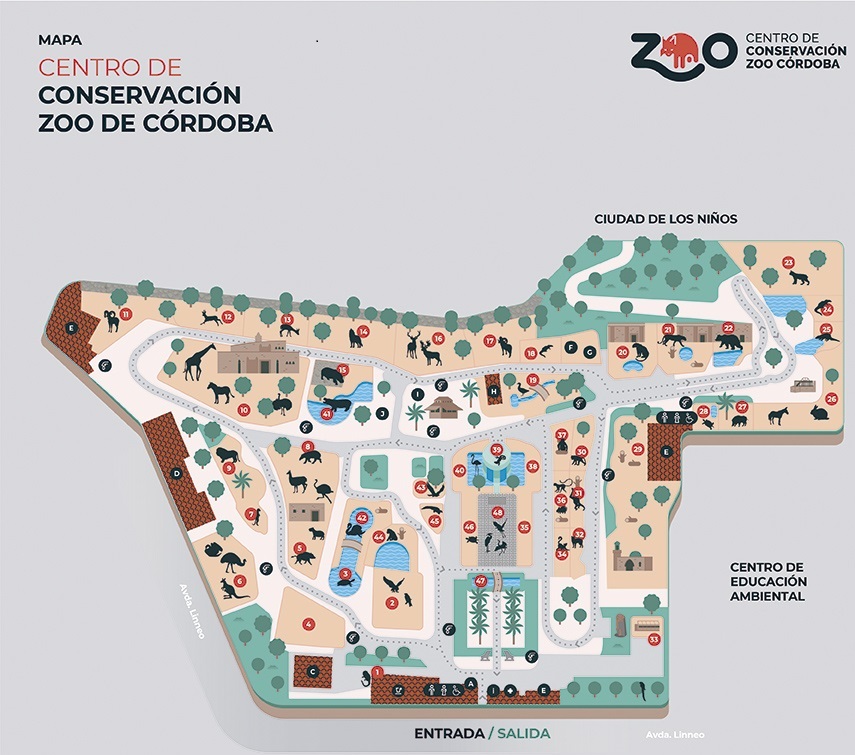 MAPA
CENTRO DE
CONSERVACIÓN
ZOO DE CÓRDOBA
ZOO
CENTRO DE
CONSERVACIÓN
ZOO CÓRDOBA
CIUDAD DE LOS NIÑOS
23
E
11
12
13
14
16
17
18
F
G
20
21
22
24
25
15
H
19
I
41
J
10
26
27
28
E
29
D
9
8
37
30
39
40
38
43
7
42
44
45
36
31
48
46
35
32
34
5
3
6
2
47
4
33
C
1
A
i
E
CENTRO DE
EDUCACIÓN
AMBIENTAL
Avda. Linneo
ENTRADA / SALIDA
Avda. Linneo